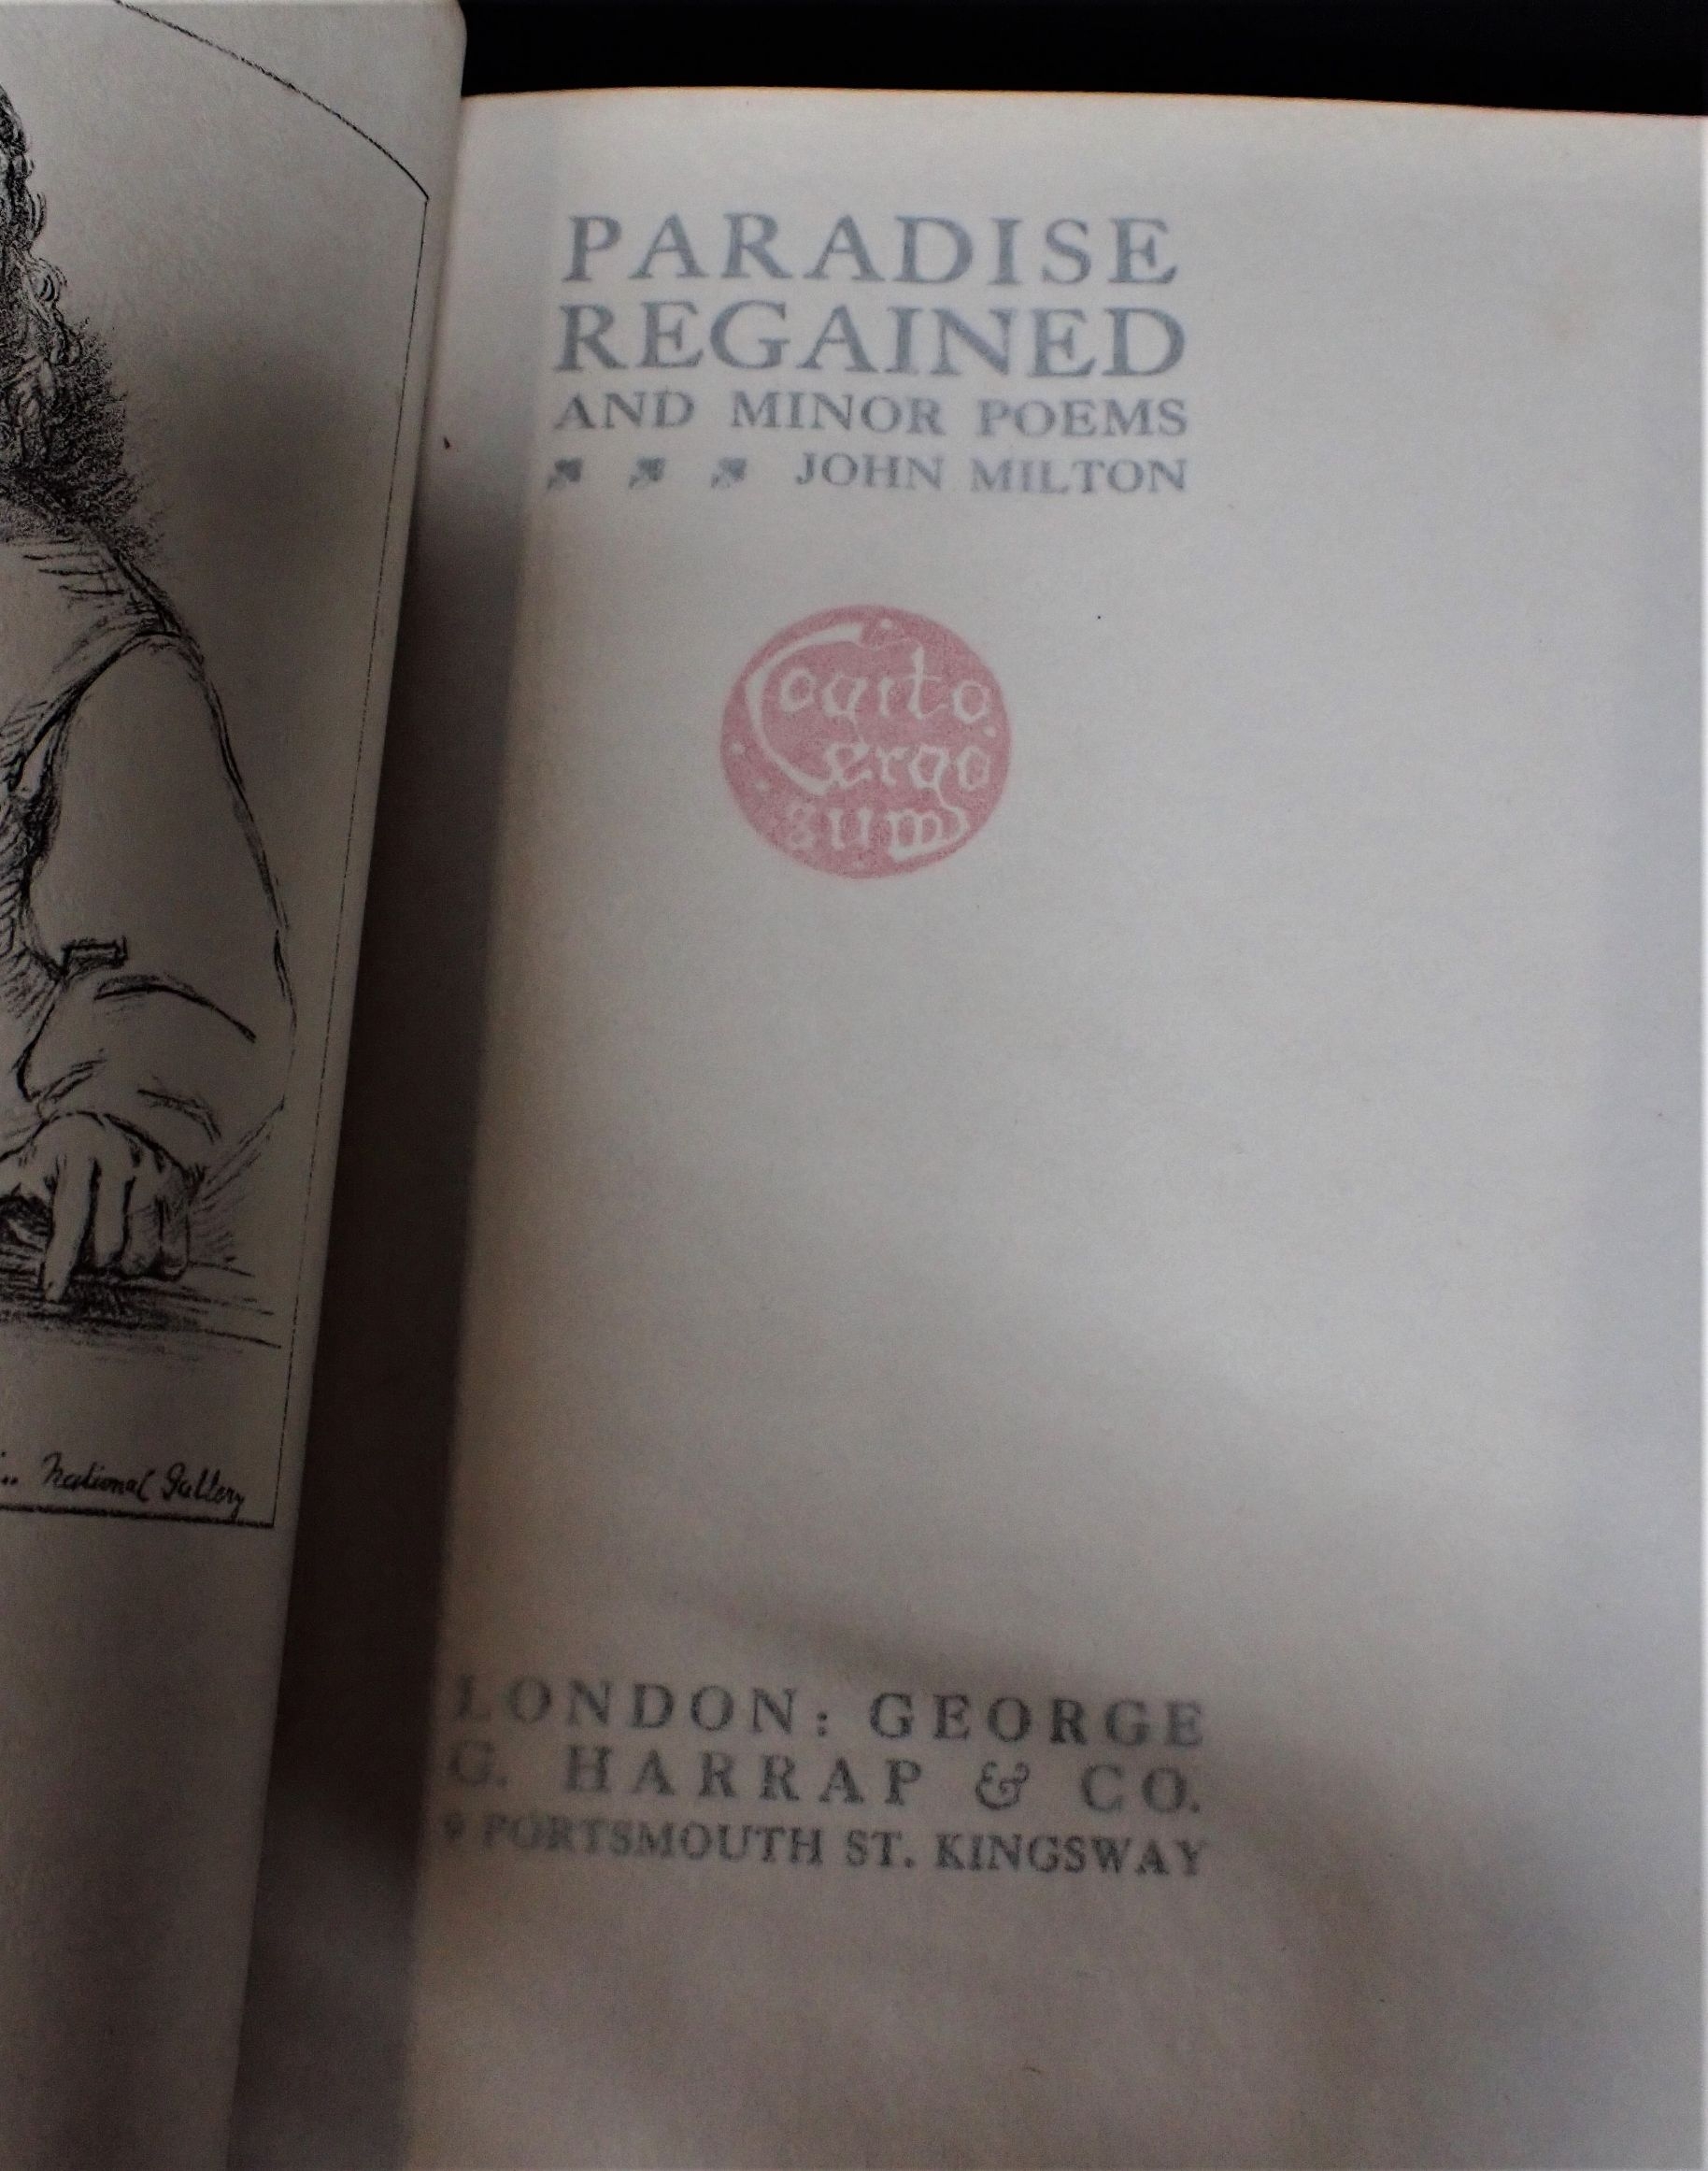 National Gallery
PARADISE
REGAINED
AND MINOR POEMS
JOHN MILTON
Cogito
ergo
sum
LONDON: GEORGE
G. HARRAP & CO.
9 PORTSMOUTH ST. KINGSWAY